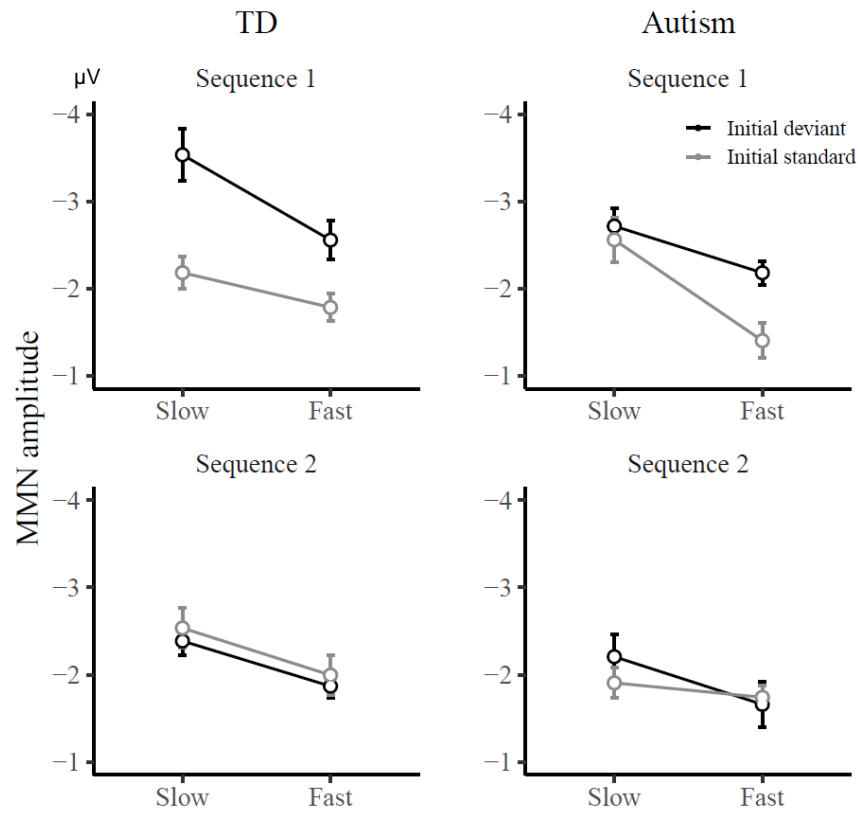 TD
Autism
μV
Sequence 1
Sequence 1
−4
−3
−2
−1
Slow
Fast
−4
−3
−2
−1
Initial deviant
Initial standard
Slow
Fast
MMN amplitude
Sequence 2
Sequence 2
−4
−3
−2
−1
Slow
Fast
−4
−3
−2
−1
Slow
Fast